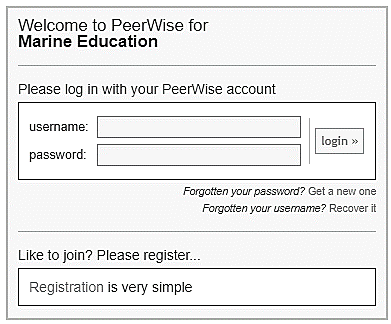 Welcome to PeerWise for
Marine Education
Please log in with your PeerWise account
username:
password:
login »
Forgotten your password? Get a new one
Forgotten your username? Recover it
Like to join? Please register...
Registration is very simple